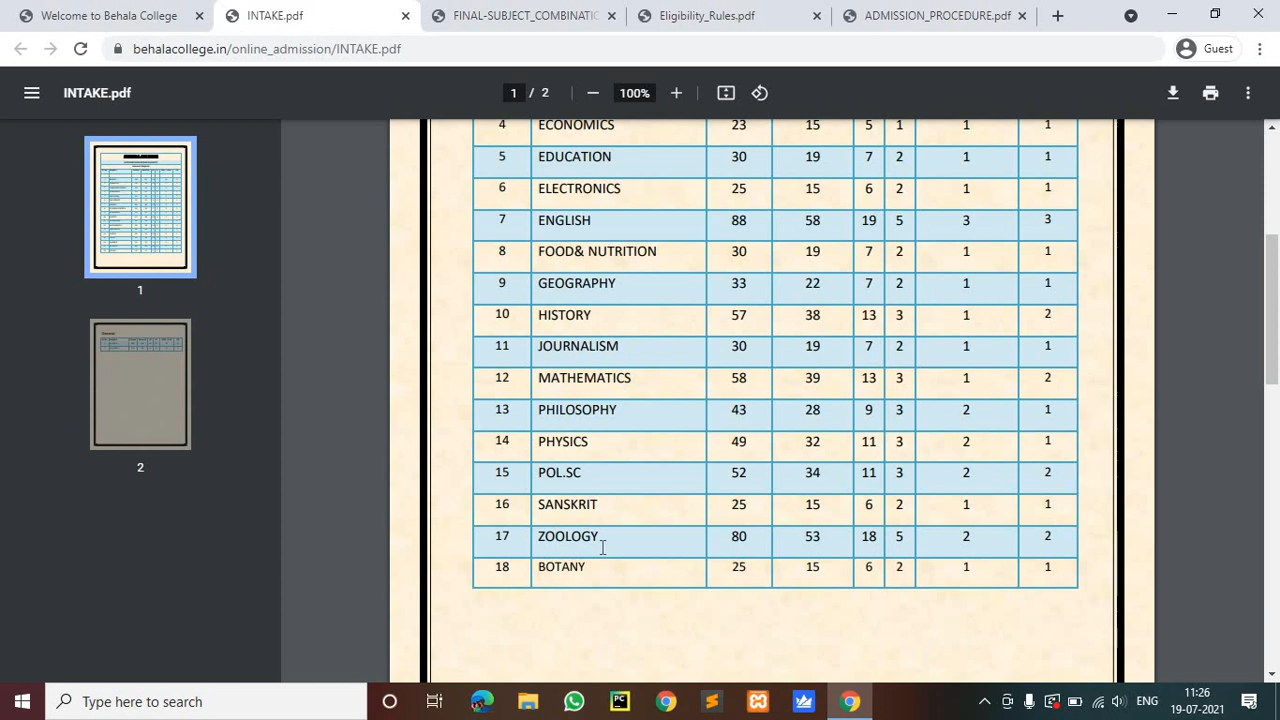 Welcome to Behala College
INTAKE.pdf
FINAL-SUBJECT_COMBINATIO
Eligibility_Rules.pdf
ADMISSION_PROCEDURE.pdf
behalacollege.in/online_admission/INTAKE.pdf
Guest
INTAKE.pdf
1 / 2
100%
4 ECONOMICS 23 15 5 1 1 1
5 EDUCATION 30 19 7 2 1 1
6 ELECTRONICS 25 15 6 2 1 1
7 ENGLISH 88 58 19 5 3 3
8 FOOD& NUTRITION 30 19 7 2 1 1
9 GEOGRAPHY 33 22 7 2 1 1
10 HISTORY 57 38 13 3 1 2
11 JOURNALISM 30 19 7 2 1 1
12 MATHEMATICS 58 39 13 3 1 2
13 PHILOSOPHY 43 28 9 3 2 1
14 PHYSICS 49 32 11 3 2 1
15 POL.SC 52 34 11 3 2 2
16 SANSKRIT 25 15 6 2 1 1
17 ZOOLOGY 80 53 18 5 2 2
18 BOTANY 25 15 6 2 1 1
1
2
Type here to search
PC
ENG
11:26
19-07-2021